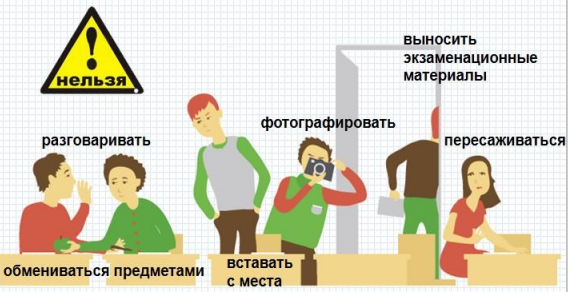 нельзя
выносить
экзаменационные
материалы
фотографировать
разговаривать
пересаживаться
обмениваться предметами
вставать
с места